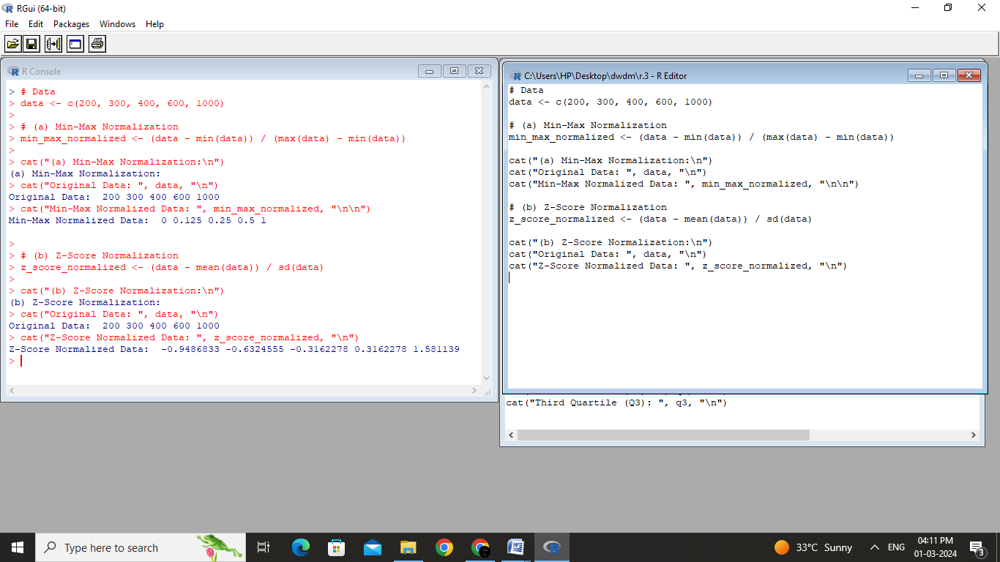 RGui (64-bit)
File Edit Packages Windows Help
R Console
> # Data
> data <- c(200, 300, 400, 600, 1000)
>
> # (a) Min-Max Normalization
> min_max_normalized <- (data - min(data)) / (max(data) - min(data))
>
> cat("(a) Min-Max Normalization:\n")
(a) Min-Max Normalization:
> cat("Original Data: ", data, "\n")
Original Data:  200 300 400 600 1000
> cat("Min-Max Normalized Data: ", min_max_normalized, "\n\n")
Min-Max Normalized Data:  0 0.125 0.25 0.5 1
>
> # (b) Z-Score Normalization
> z_score_normalized <- (data - mean(data)) / sd(data)
>
> cat("(b) Z-Score Normalization:\n")
(b) Z-Score Normalization:
> cat("Original Data: ", data, "\n")
Original Data:  200 300 400 600 1000
> cat("Z-Score Normalized Data: ", z_score_normalized, "\n")
Z-Score Normalized Data:  -0.9486833 -0.6324555 -0.3162278 0.3162278 1.581139
>
C:\Users\HP\Desktop\dwdm\r.3 - R Editor
# Data
data <- c(200, 300, 400, 600, 1000)
# (a) Min-Max Normalization
min_max_normalized <- (data - min(data)) / (max(data) - min(data))
cat("(a) Min-Max Normalization:\n")
cat("Original Data: ", data, "\n")
cat("Min-Max Normalized Data: ", min_max_normalized, "\n\n")
# (b) Z-Score Normalization
z_score_normalized <- (data - mean(data)) / sd(data)
cat("(b) Z-Score Normalization:\n")
cat("Original Data: ", data, "\n")
cat("Z-Score Normalized Data: ", z_score_normalized, "\n")
cat("Third Quartile (Q3): ", q3, "\n")
Type here to search
33°C Sunny
ENG
04:11 PM
01-03-2024
3